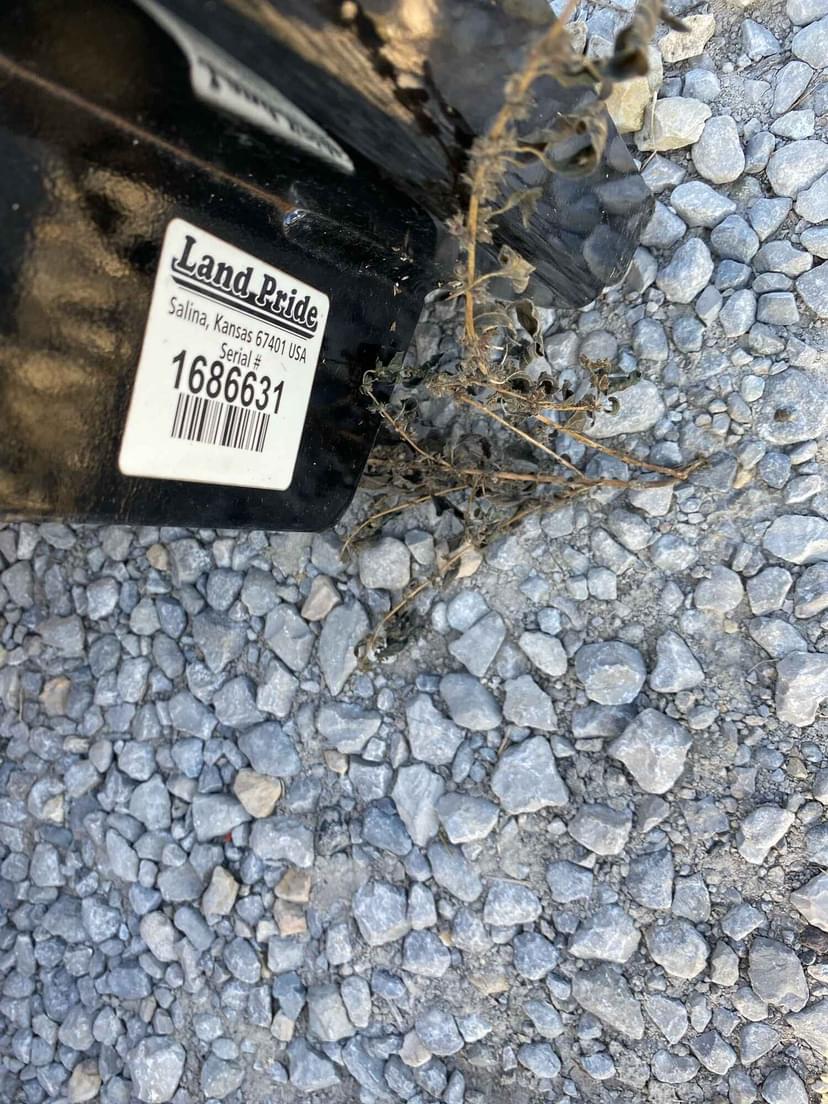 Land Pride
Salina, Kansas 67401 USA
Serial #
1686631